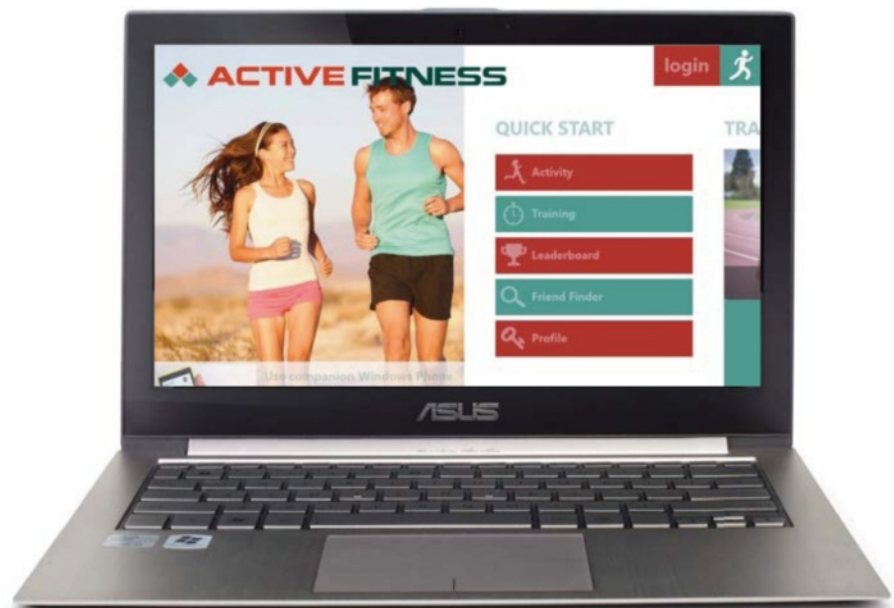 ACTIVE FITNESS
login
QUICK START
TRA
Activity
Training
Leaderboard
Friend Finder
Profile
Use companion Windows Phone
ASUS